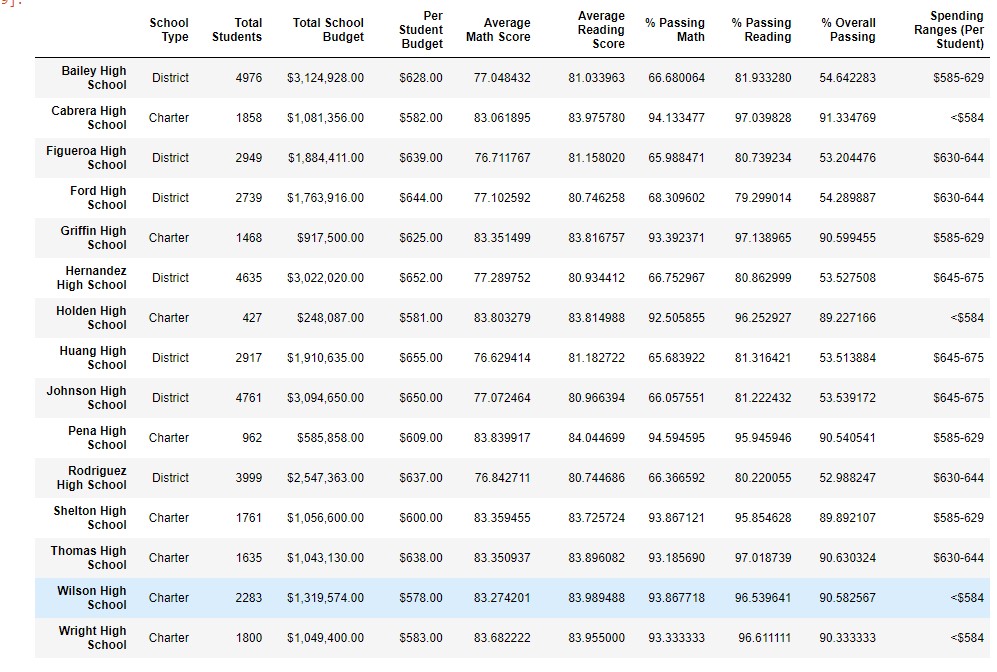 9]:
School Type Total Students Total School Budget Per Student Budget Average Math Score Average Reading Score % Passing Math % Passing Reading % Overall Passing Spending Ranges (Per Student)
Bailey High School District 4976 $3,124,928.00 $628.00 77.048432 81.033963 66.680064 81.933280 54.642283 $585-629
Cabrera High School Charter 1858 $1,081,356.00 $582.00 83.061895 83.975780 94.133477 97.039828 91.334769 <$584
Figueroa High School District 2949 $1,884,411.00 $639.00 76.711767 81.158020 65.988471 80.739234 53.204476 $630-644
Ford High School District 2739 $1,763,916.00 $644.00 77.102592 80.746258 68.309602 79.299014 54.289887 $630-644
Griffin High School Charter 1468 $917,500.00 $625.00 83.351499 83.816757 93.392371 97.138965 90.599455 $585-629
Hernandez High School District 4635 $3,022,020.00 $652.00 77.289752 80.934412 66.752967 80.862999 53.527508 $645-675
Holden High School Charter 427 $248,087.00 $581.00 83.803279 83.814988 92.505855 96.252927 89.227166 <$584
Huang High School District 2917 $1,910,635.00 $655.00 76.629414 81.182722 65.683922 81.316421 53.513884 $645-675
Johnson High School District 4761 $3,094,650.00 $650.00 77.072464 80.966394 66.057551 81.222432 53.539172 $645-675
Pena High School Charter 962 $585,858.00 $609.00 83.839917 84.044699 94.594595 95.945946 90.540541 $585-629
Rodriguez High School District 3999 $2,547,363.00 $637.00 76.842711 80.744686 66.366592 80.220055 52.988247 $630-644
Shelton High School Charter 1761 $1,056,600.00 $600.00 83.359455 83.725724 93.867121 95.854628 89.892107 $585-629
Thomas High School Charter 1635 $1,043,130.00 $638.00 83.350937 83.896082 93.185690 97.018739 90.630324 $630-644
Wilson High School Charter 2283 $1,319,574.00 $578.00 83.274201 83.989488 93.867718 96.539641 90.582567 <$584
Wright High School Charter 1800 $1,049,400.00 $583.00 83.682222 83.955000 93.333333 96.611111 90.333333 <$584